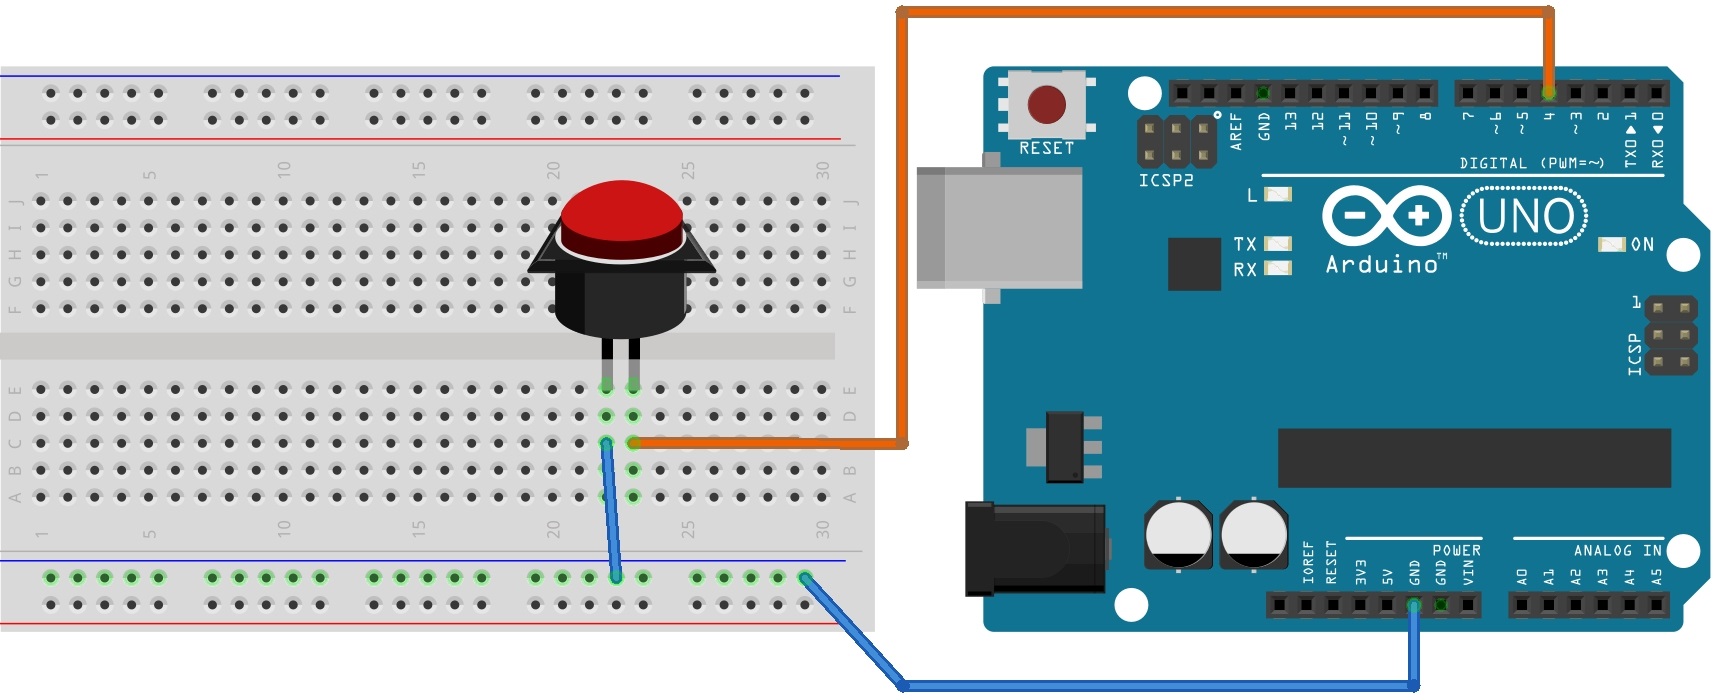 1 5 10 15 20 25 30
J J
I I
H H
G G
F F
E E
D D
C
B B
A A
1 5 10 15 20 25 30
RESET
ICSP2
AREF
GND
13
12
~11
~10
~9
8
7
~6
~5
4
~3
2
TX0▶1
RX0◀0
DIGITAL (PWM=~)
L
TX
RX
UNO
Arduino™
ON
1
ICSP
IOREF
RESET
3V3
5V
GND
GND
VIN
POWER
ANALOG IN
A0
A1
A2
A3
A4
A5